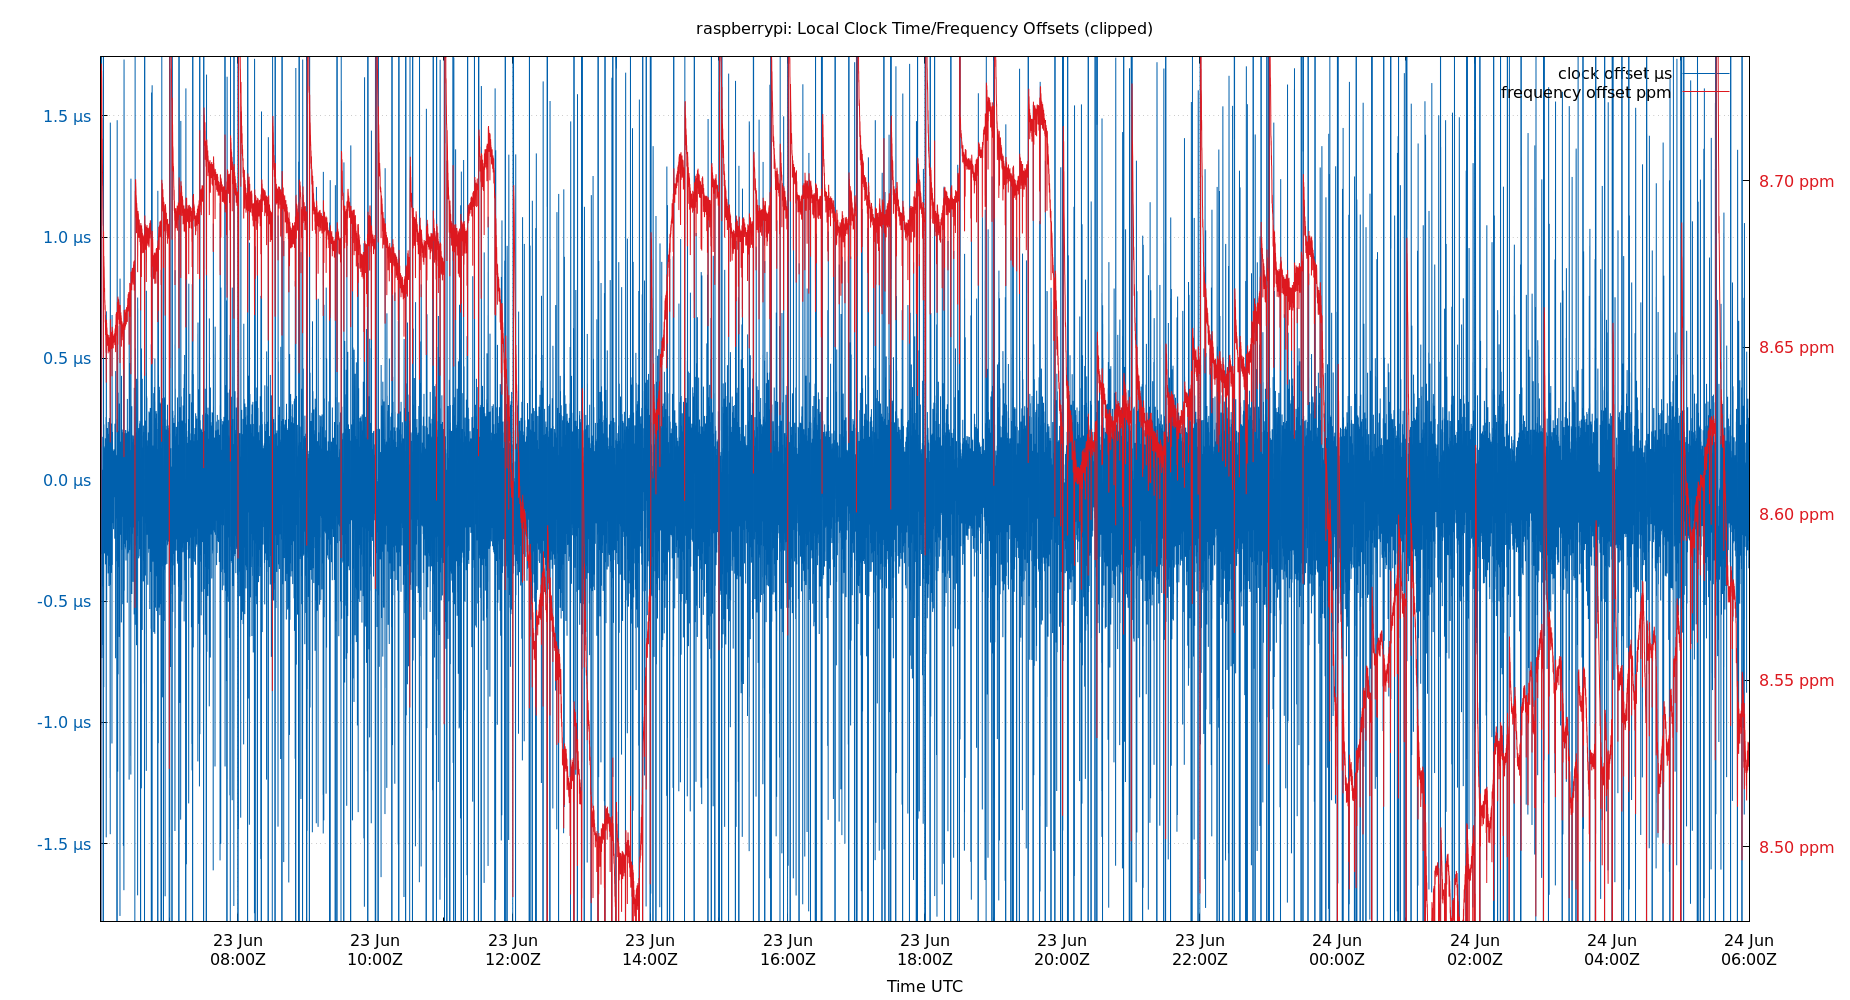 raspberrypi: Local Clock Time/Frequency Offsets (clipped)
clock offset µs
frequency offset ppm
1.5 µs
1.0 µs
0.5 µs
0.0 µs
-0.5 µs
-1.0 µs
-1.5 µs
8.70 ppm
8.65 ppm
8.60 ppm
8.55 ppm
8.50 ppm
23 Jun 23 Jun 23 Jun 23 Jun 23 Jun 23 Jun 23 Jun 23 Jun 24 Jun 24 Jun 24 Jun 24 Jun
08:00Z 10:00Z 12:00Z 14:00Z 16:00Z 18:00Z 20:00Z 22:00Z 00:00Z 02:00Z 04:00Z 06:00Z
Time UTC